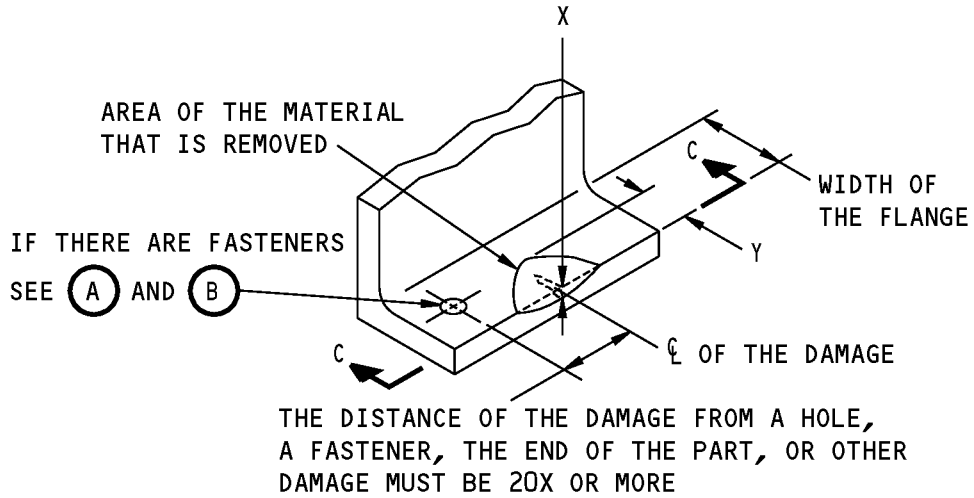 X
AREA OF THE MATERIAL
THAT IS REMOVED
C
WIDTH OF
THE FLANGE
IF THERE ARE FASTENERS
SEE A AND B
Y
C
℄ OF THE DAMAGE
THE DISTANCE OF THE DAMAGE FROM A HOLE,
A FASTENER, THE END OF THE PART, OR OTHER
DAMAGE MUST BE 20X OR MORE